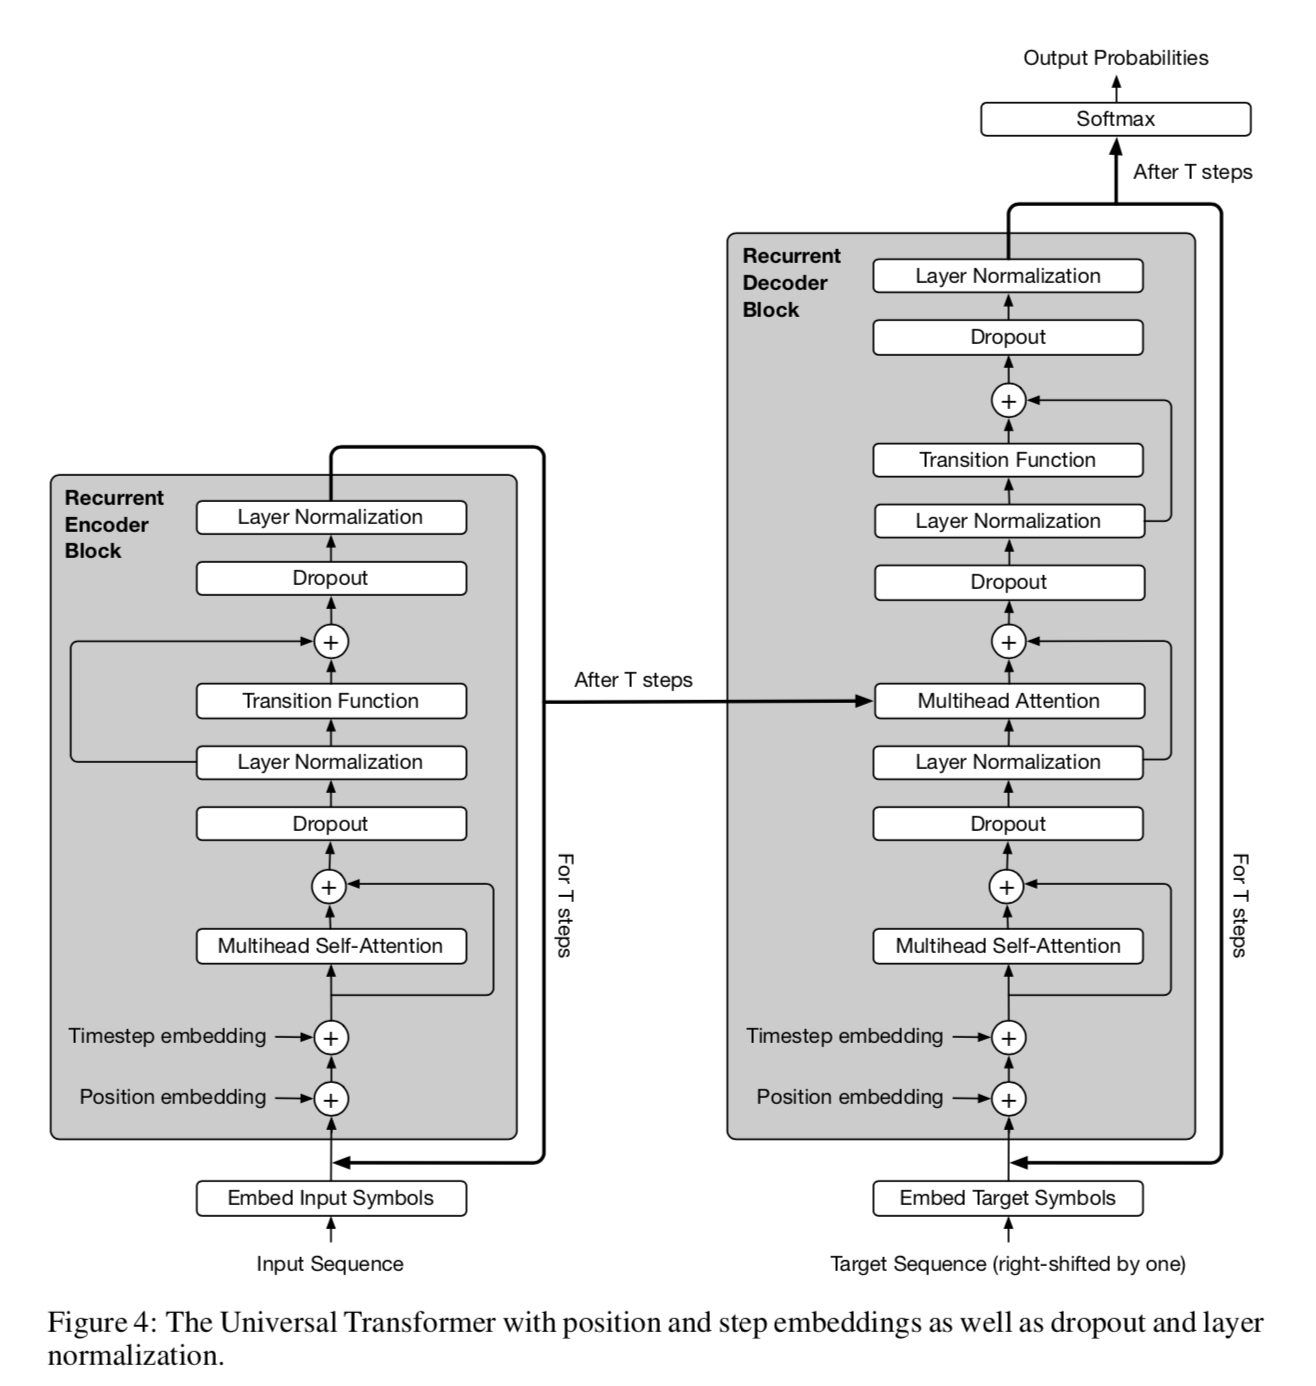 Output Probabilities
Softmax
After T steps
Recurrent
Decoder
Block
Layer Normalization
Dropout
+
Transition Function
Layer Normalization
Dropout
+
Multihead Attention
Layer Normalization
Dropout
+
Multihead Self-Attention
Timestep embedding
+
Position embedding
+
For T steps
Embed Target Symbols
Target Sequence (right-shifted by one)
Recurrent
Encoder
Block
Layer Normalization
Dropout
+
Transition Function
Layer Normalization
Dropout
+
Multihead Self-Attention
Timestep embedding
+
Position embedding
+
For T steps
After T steps
Embed Input Symbols
Input Sequence
Figure 4: The Universal Transformer with position and step embeddings as well as dropout and layer
normalization.